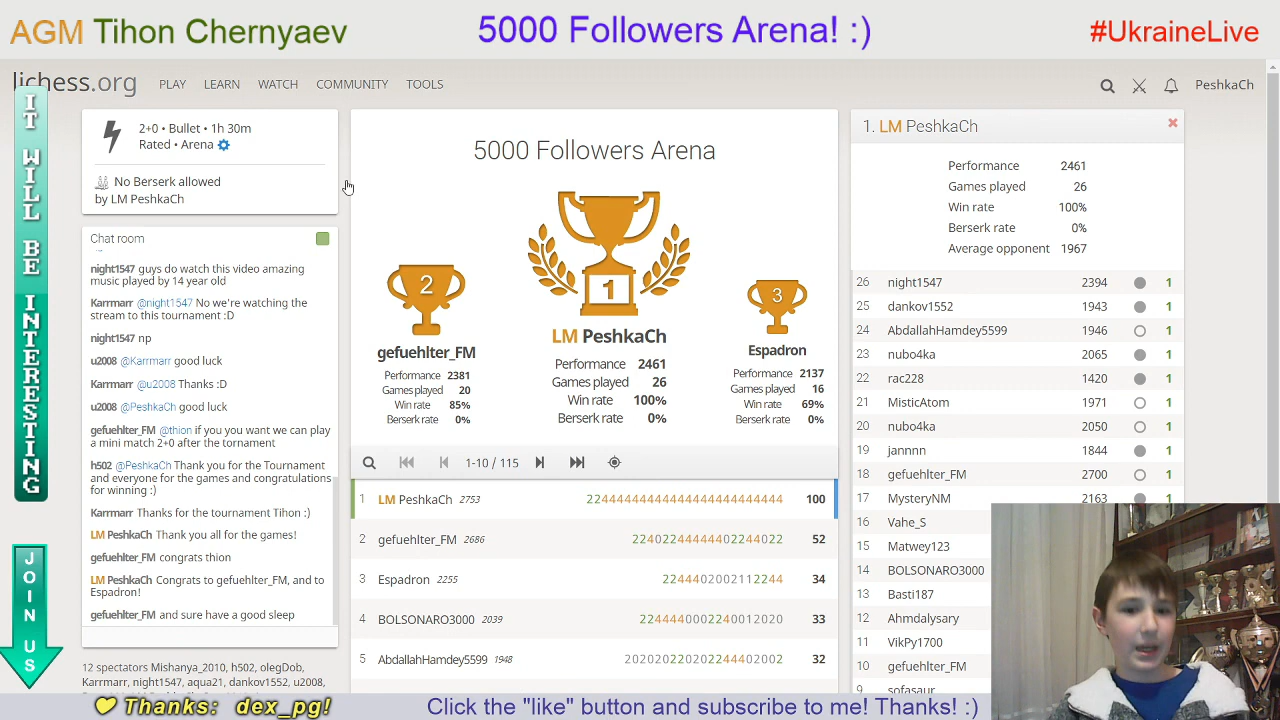 AGM Tihon Chernyaev
5000 Followers Arena! :)
#UkraineLive
lichess.org
PLAY
LEARN
WATCH
COMMUNITY
TOOLS
PeshkaCh
IT WILL BE INTERESTING
JOIN US
2+0 • Bullet • 1h 30m
Rated • Arena
No Berserk allowed
by LM PeshkaCh
Chat room
night1547 guys do watch this video amazing
music played by 14 year old
Karrmarr @night1547 No we're watching the
stream to this tournament :D
night1547 np
u2008 @Karrmarr good luck
Karrmarr @u2008 Thanks :D
u2008 @PeshkaCh good luck
gefuehlter_FM @thion if you you want we can play
a mini match 2+0 after the tornament
h502 @PeshkaCh Thank you for the Tournament
and everyone for the games and congratulations
for winning :)
Karrmarr Thanks for the tournament Tihon :)
LM PeshkaCh Thank you all for the games!
gefuehlter_FM congrats thion
LM PeshkaCh Congrats to gefuehlter_FM, and to
Espadron!
gefuehlter_FM and sure have a good sleep
12 spectators Mishanya_2010, h502, olegDob,
Karrmarr, night1547, aqua21, dankov1552, u2008,
5000 Followers Arena
2
gefuehlter_FM
Performance 2381
Games played 20
Win rate 85%
Berserk rate 0%
1
LM PeshkaCh
Performance 2461
Games played 26
Win rate 100%
Berserk rate 0%
3
Espadron
Performance 2137
Games played 16
Win rate 69%
Berserk rate 0%
1-10 / 115
1 LM PeshkaCh 2753 22444444444444444444444444 100
2 gefuehlter_FM 2686 22402244444402244022 52
3 Espadron 2255 2244402002112244 34
4 BOLSONARO3000 2039 224444000224001202​0 33
5 AbdallahHamdey5599 1948 202020220202244402002 32
1. LM PeshkaCh
Performance 2461
Games played 26
Win rate 100%
Berserk rate 0%
Average opponent 1967
26 night1547 2394 1
25 dankov1552 1943 1
24 AbdallahHamdey5599 1946 1
23 nubo4ka 2065 1
22 rac228 1420 1
21 MisticAtom 1971 1
20 nubo4ka 2050 1
19 jannnn 1844 1
18 gefuehlter_FM 2700 1
17 MysteryNM 2163 1
16 Vahe_S
15 Matwey123
14 BOLSONARO3000
13 Basti187
12 Ahmdalysary
11 VikPy1700
10 gefuehlter_FM
9 sofasaur
Thanks: dex_pg!
Click the "like" button and subscribe to me! Thanks! :)